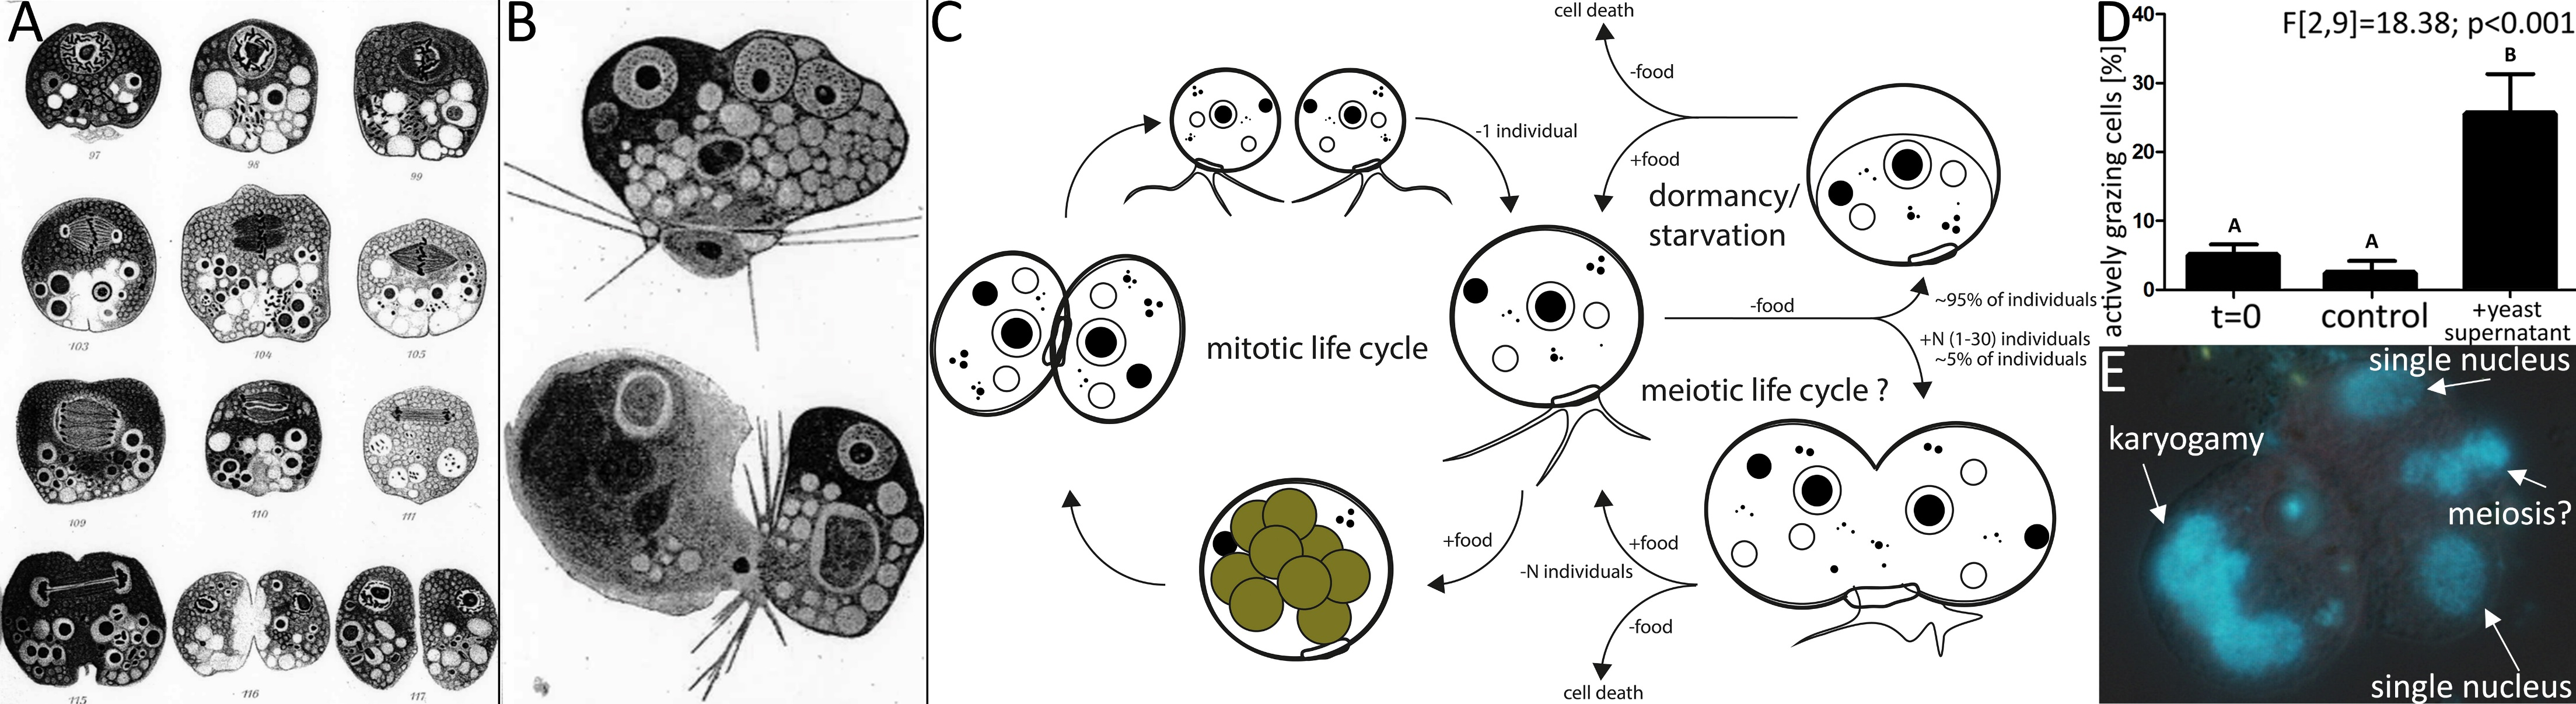 A
97
98
99
103
104
105
109
110
111
115
116
117
B
C
cell death
-food
-1 individual
+food
dormancy/
starvation
mitotic life cycle
-food
~95% of individuals
+N (1-30) individuals
~5% of individuals
meiotic life cycle ?
+food
-N individuals
+food
-food
cell death
D
F[2,9]=18.38; p<0.001
actively grazing cells [%]
40
30
20
10
0
A
A
B
t=0
control
+yeast
supernatant
E
single nucleus
karyogamy
meiosis?
single nucleus